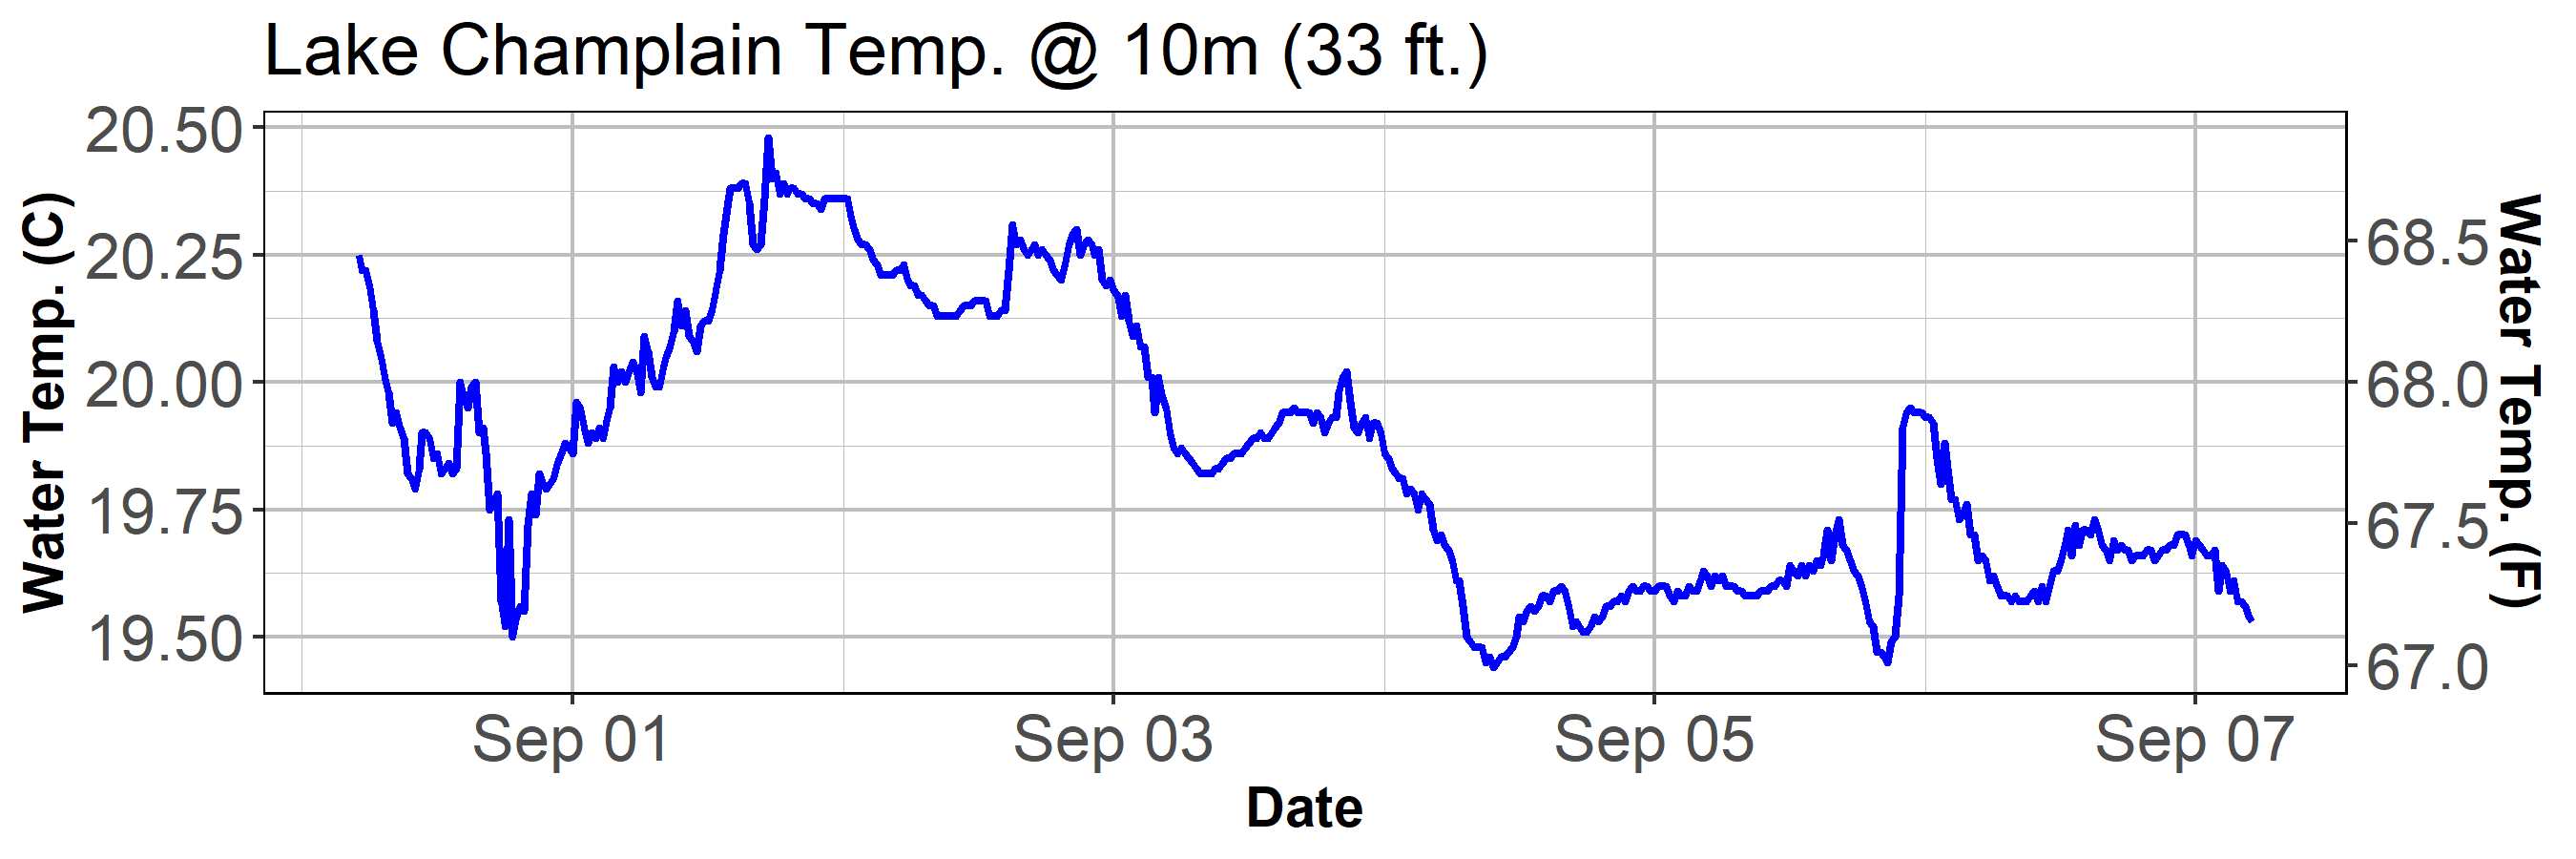 Lake Champlain Temp. @ 10m (33 ft.)
Water Temp. (C)
20.50
20.25
20.00
19.75
19.50
68.5
68.0
67.5
67.0
Water Temp. (F)
Sep 01
Sep 03
Sep 05
Sep 07
Date